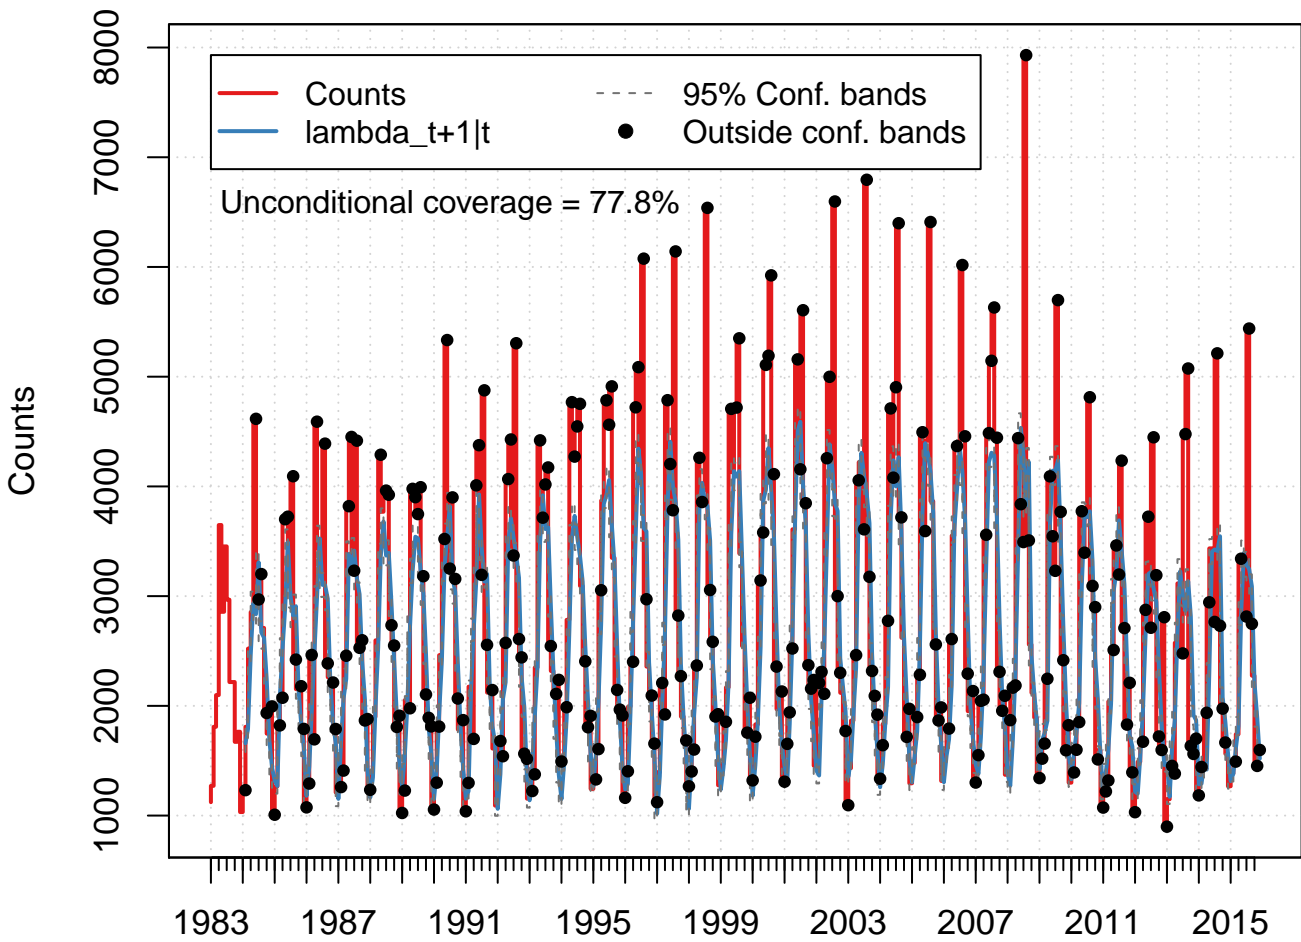 Counts
lambda_t+1|t
95% Conf. bands
Outside conf. bands
Unconditional coverage = 77.8%
Counts
8000
7000
6000
5000
4000
3000
2000
1000
1983 1987 1991 1995 1999 2003 2007 2011 2015